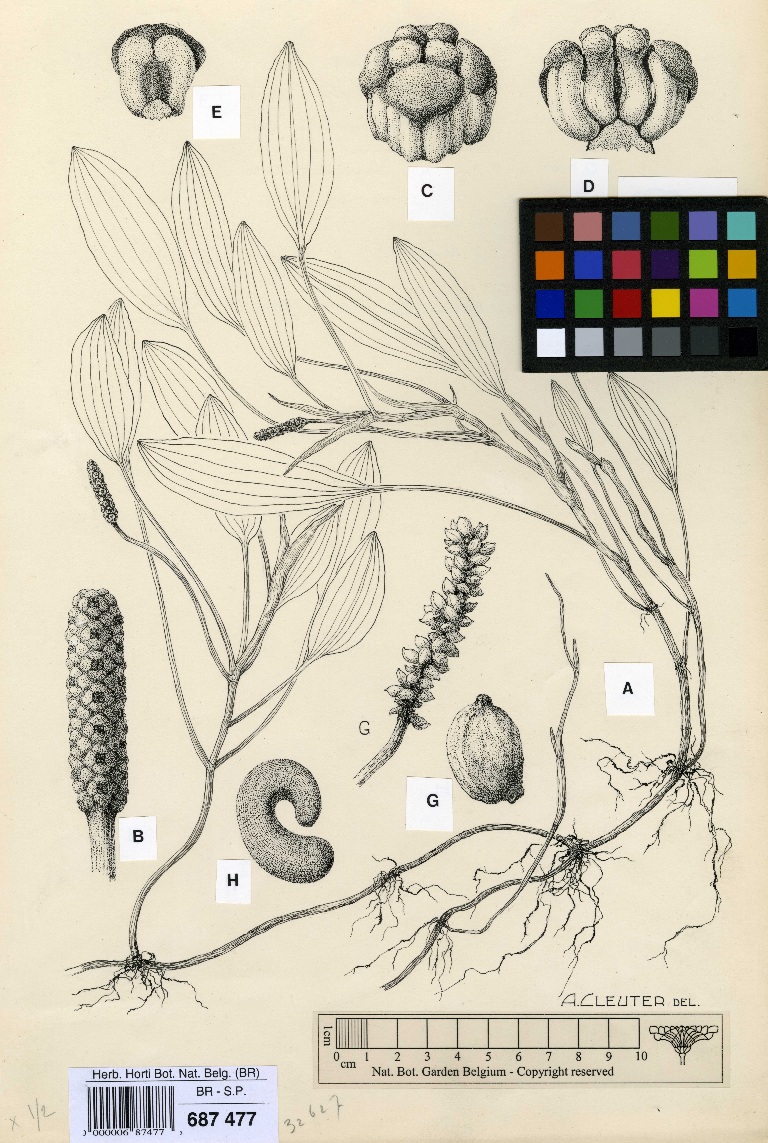 E
C
D
A
G
G
B
H
A. CLEUTER DEL.
1cm
0 1 2 3 4 5 6 7 8 9 10
cm
Nat. Bot. Garden Belgium - Copyright reserved
Herb. Horti Bot. Nat. Belg. (BR)
BR - S.P.
687 477
0000006 87477
x 1/2
32627